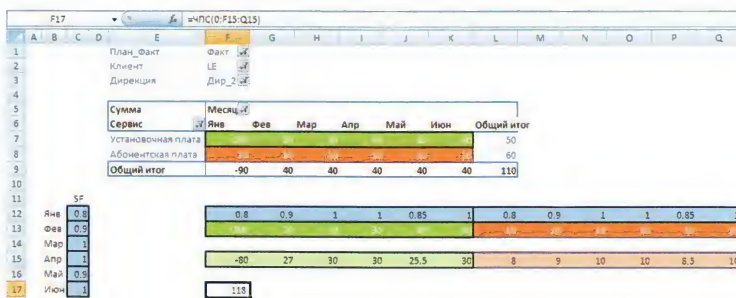 F17 fx =ЧПС(0;F15:Q15)
A B C D E F G H I J K L M N O P Q
1 План_Факт Факт
2 Клиент LE
3 Дирекция Дир_2
4
5 Сумма Месяц
6 Сервис Янв Фев Мар Апр Май Июн Общий итог
7 Установочная плата 50
8 Абонентская плата 60
9 Общий итог -90 40 40 40 40 40 110
10
11 SF
12 Янв 0.8 0.8 0.9 1 1 0.85 1 0.8 0.9 1 1 0.85
13 Фев 0.9
14 Мар 1
15 Апр 1 -80 27 30 30 25.5 30 8 9 10 10 8.5 10
16 Май 0.9
17 Июн 1 118